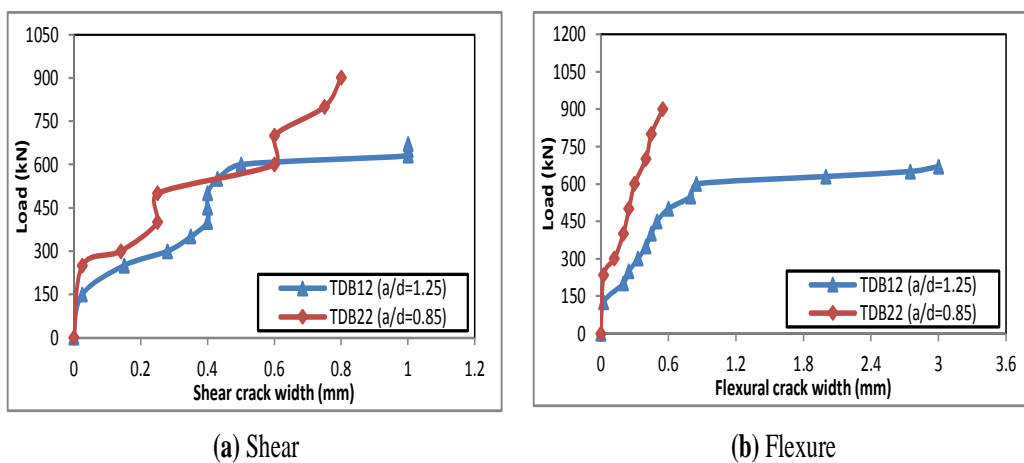 1050
900
750
600
450
300
150
0
Load (kN)
TDB12 (a/d=1.25)
TDB22 (a/d=0.85)
0 0.2 0.4 0.6 0.8 1 1.2
Shear crack width (mm)
(a) Shear
1200
1050
900
750
600
450
300
150
0
Load (kN)
TDB12 (a/d=1.25)
TDB22 (a/d=0.85)
0 0.6 1.2 1.8 2.4 3 3.6
Flexural crack width (mm)
(b) Flexure